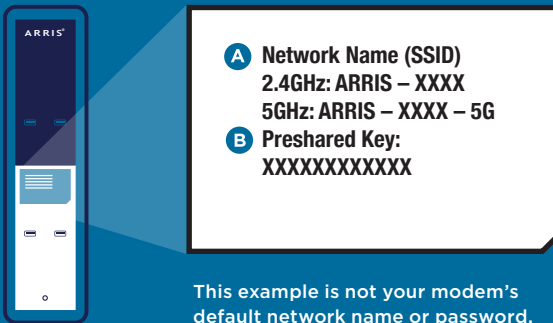 ARRIS®
A Network Name (SSID)
2.4GHz: ARRIS – XXXX
5GHz: ARRIS – XXXX – 5G
B Preshared Key:
XXXXXXXXXXXX
This example is not your modem's
default network name or password.